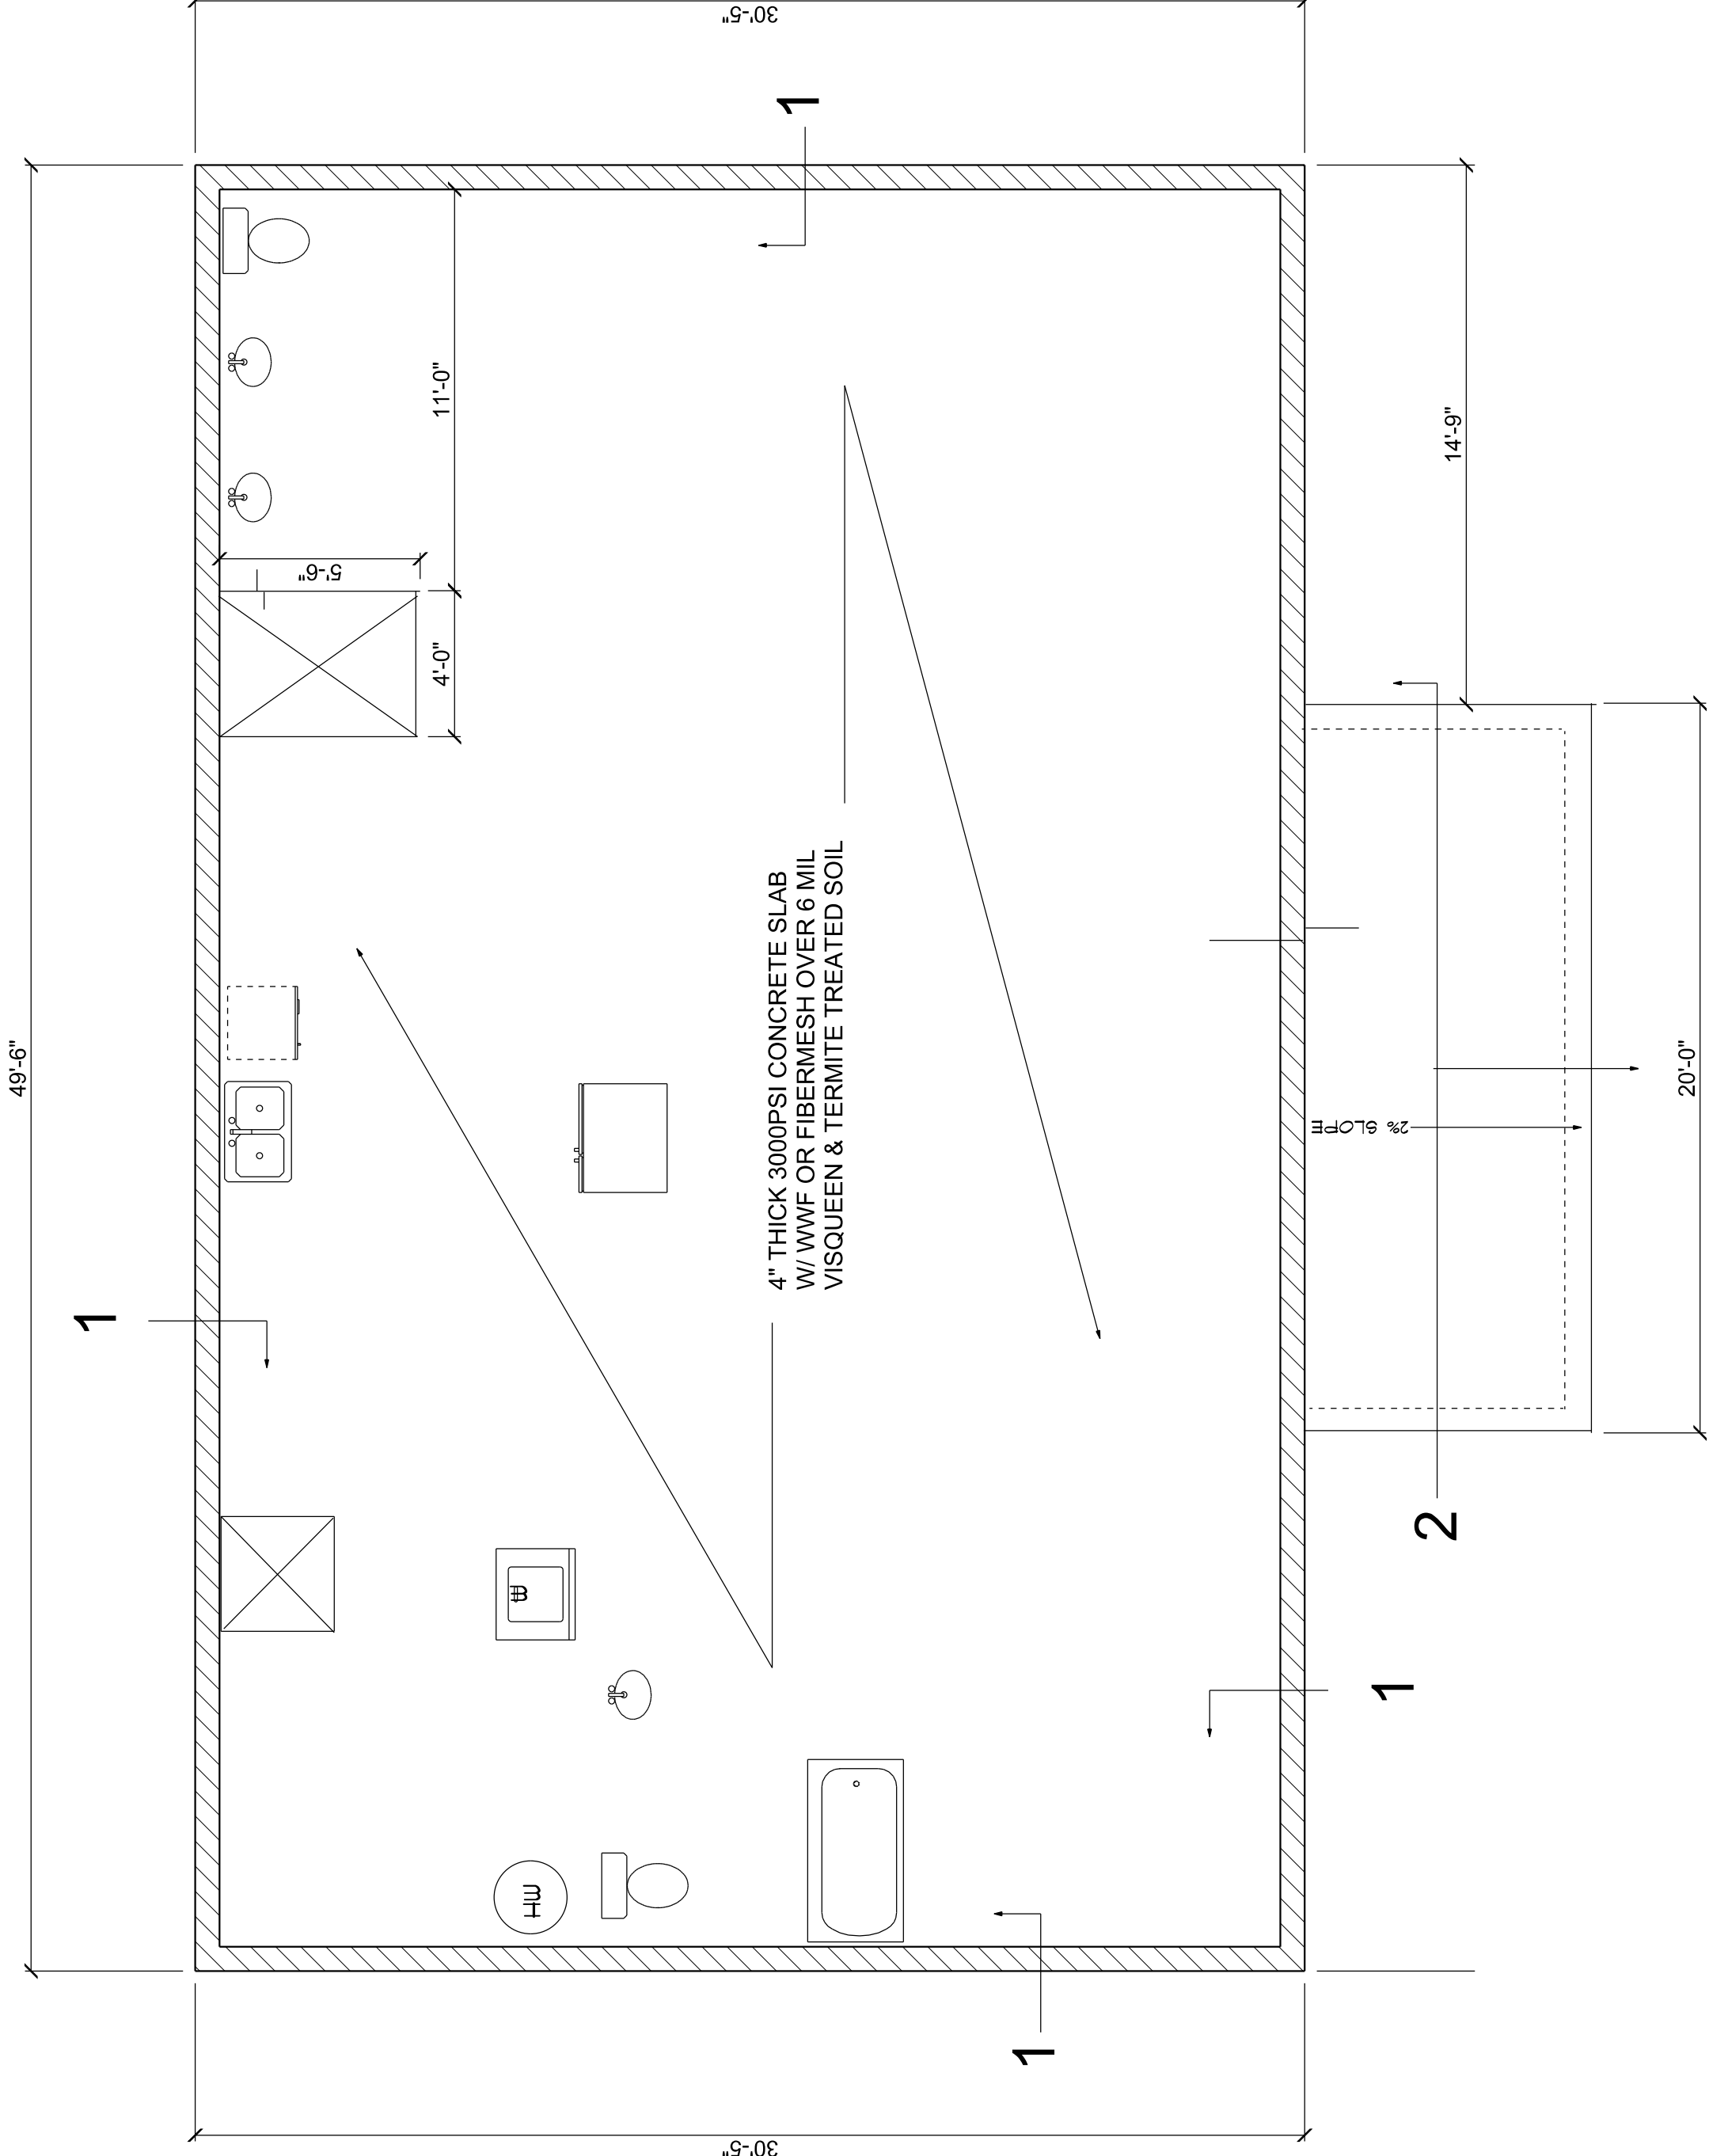 30'-5"
1
49'-6"
11'-0"
5'-6"
4'-0"
14'-9"
4" THICK 3000PSI CONCRETE SLAB
W/ WWF OR FIBERMESH OVER 6 MIL
VISQUEEN & TERMITE TREATED SOIL
1
2% SLOPE
20'-0"
2
W
1
WH
1
30'-5"